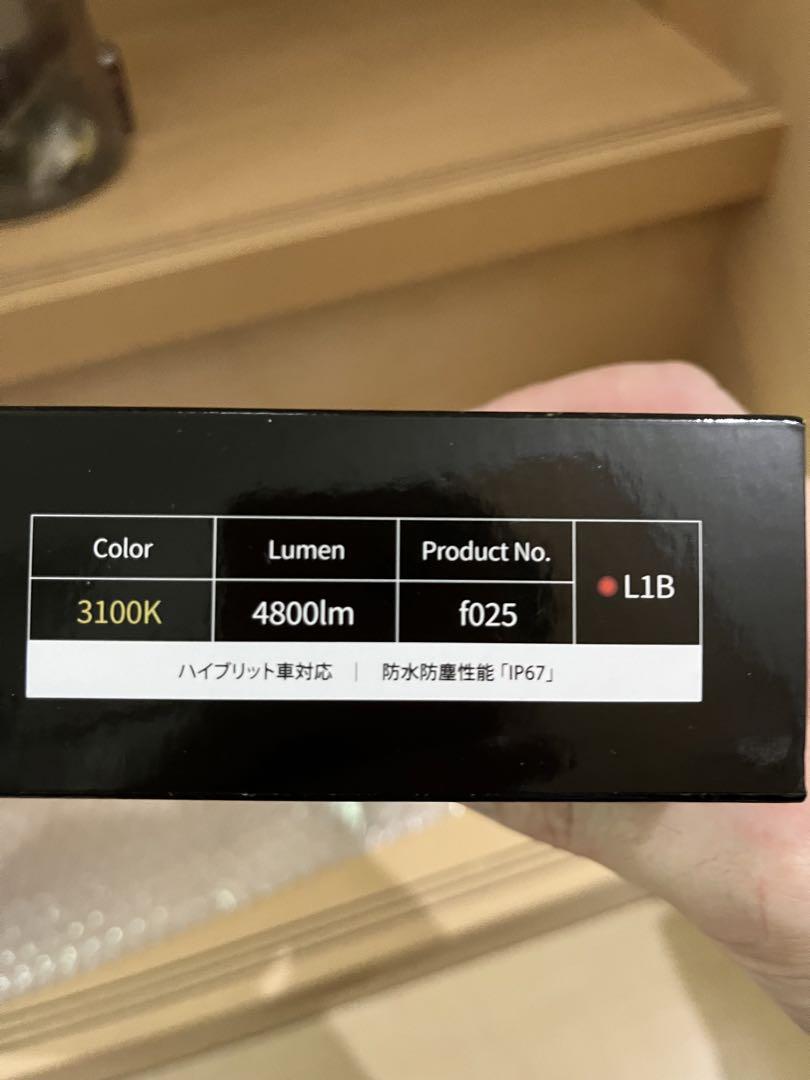 Color Lumen Product No. L1B
3100K 4800lm f025
ハイブリット車対応 | 防水防塵性能「IP67」